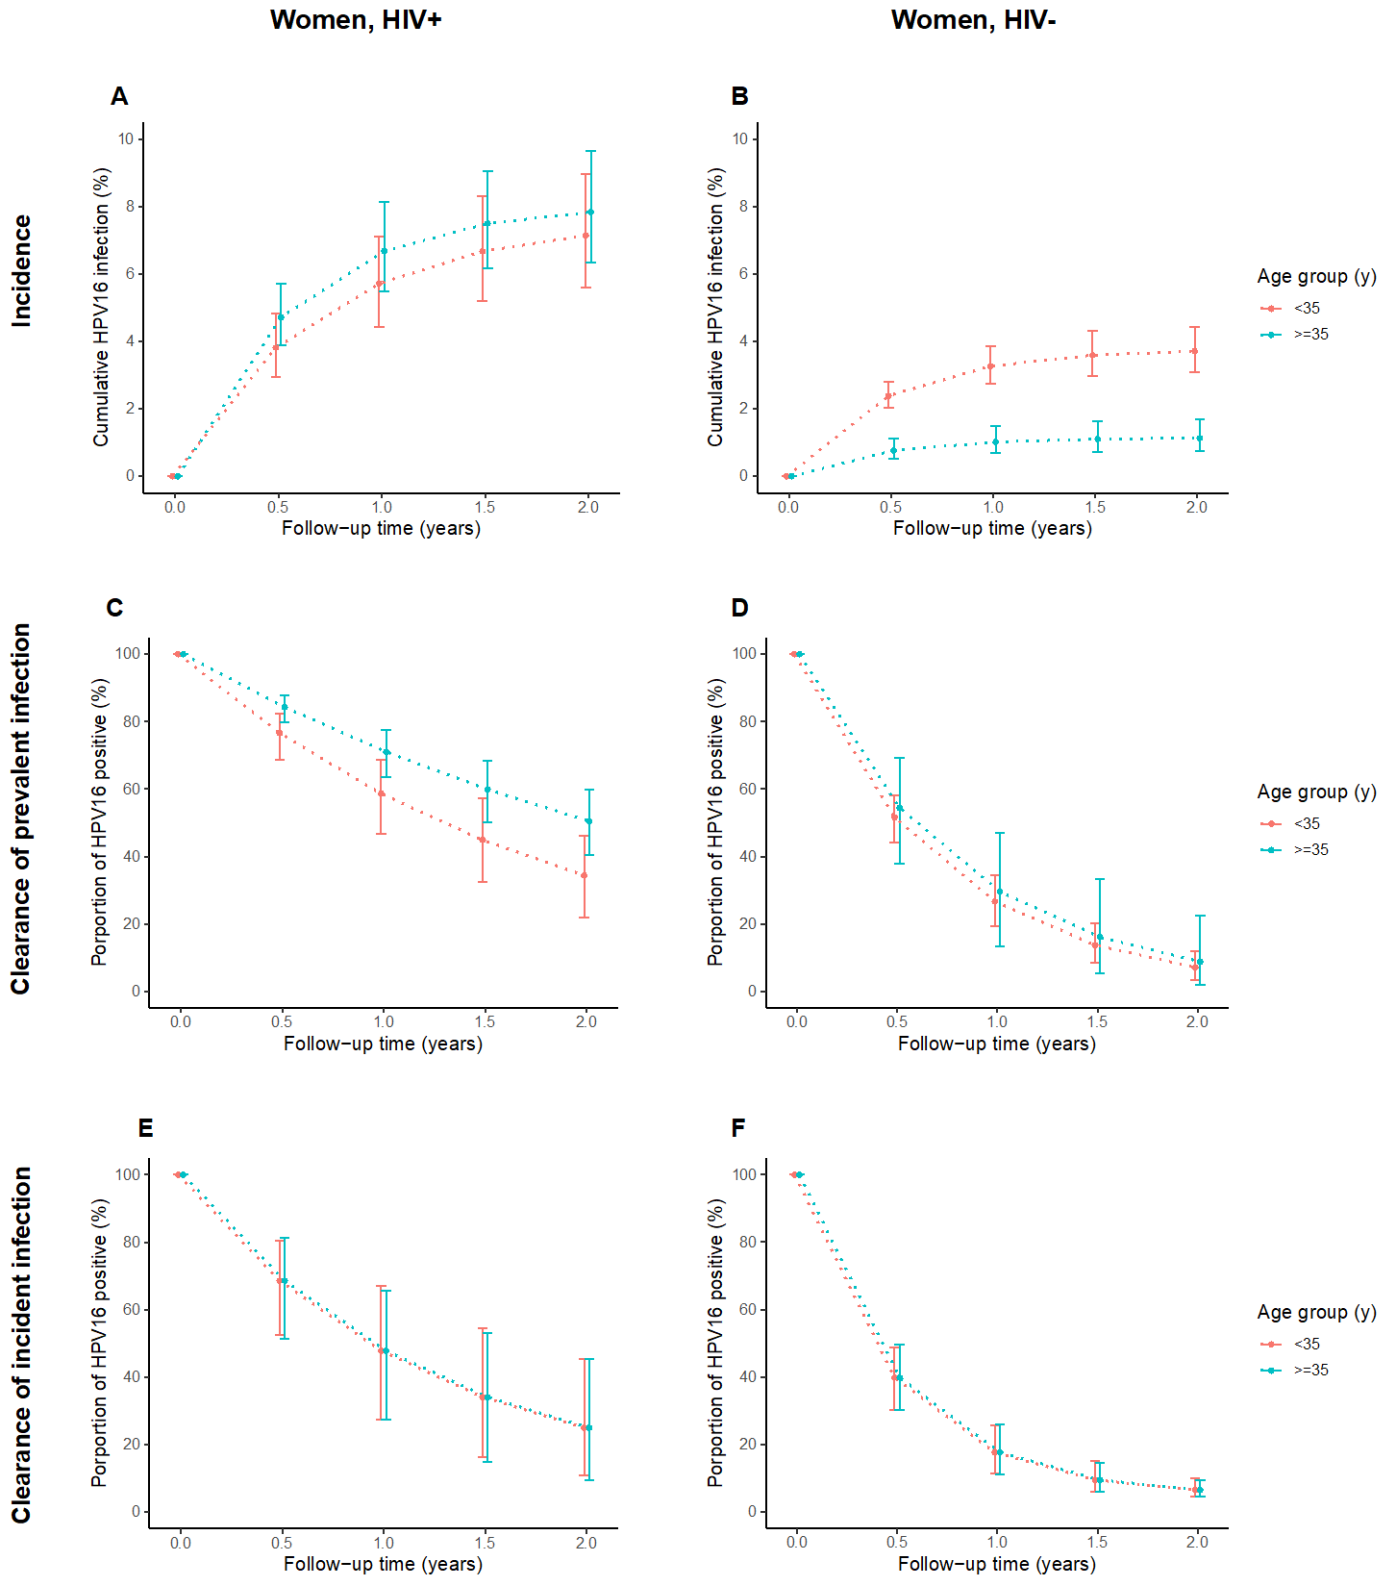 Women, HIV+
Women, HIV-
Incidence
A
Cumulative HPV16 infection (%)
10
8
6
4
2
0
0.0 0.5 1.0 1.5 2.0
Follow-up time (years)
B
Cumulative HPV16 infection (%)
10
8
6
4
2
0
0.0 0.5 1.0 1.5 2.0
Follow-up time (years)
Age group (y)
<35
>=35
Clearance of prevalent infection
C
Porportion of HPV16 positive (%)
100
80
60
40
20
0
0.0 0.5 1.0 1.5 2.0
Follow-up time (years)
D
Porportion of HPV16 positive (%)
100
80
60
40
20
0
0.0 0.5 1.0 1.5 2.0
Follow-up time (years)
Age group (y)
<35
>=35
Clearance of incident infection
E
Porportion of HPV16 positive (%)
100
80
60
40
20
0
0.0 0.5 1.0 1.5 2.0
Follow-up time (years)
F
Porportion of HPV16 positive (%)
100
80
60
40
20
0
0.0 0.5 1.0 1.5 2.0
Follow-up time (years)
Age group (y)
<35
>=35